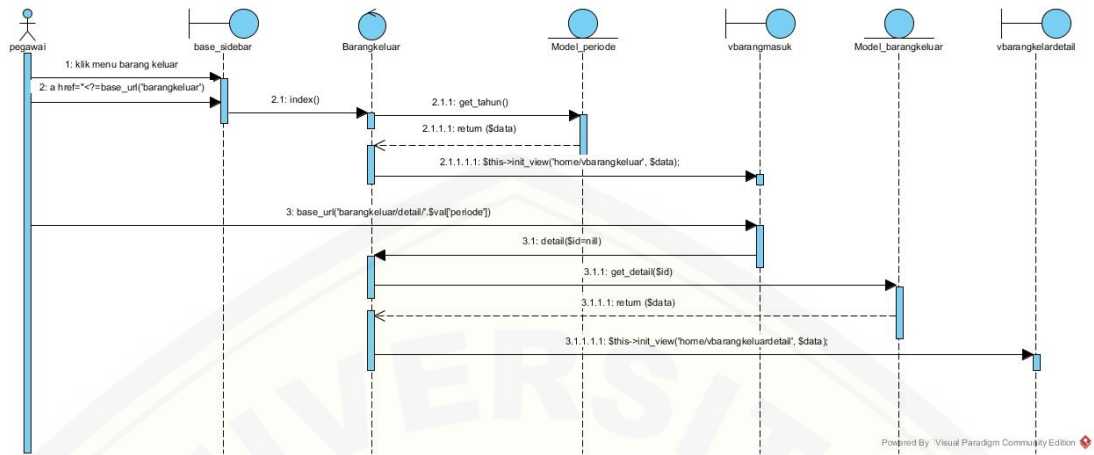 pegawai
base_sidebar
Barangkeluar
Model_periode
vbarangmasuk
Model_barangkeluar
vbarangkelardetail
1: klik menu barang keluar
2: a href="<?=base_url('barangkeluar')
2.1: index()
2.1.1: get_tahun()
2.1.1.1: return ($data)
2.1.1.1.1: $this->init_view('home/vbarangkeluar', $data);
3: base_url('barangkeluar/detail/'.$val['periode'])
3.1: detail($id=nill)
3.1.1: get_detail($id)
3.1.1.1: return ($data)
3.1.1.1.1: $this->init_view('home/vbarangkeluardetail', $data);
UNIVERSIT
Powered By Visual Paradigm Community Edition